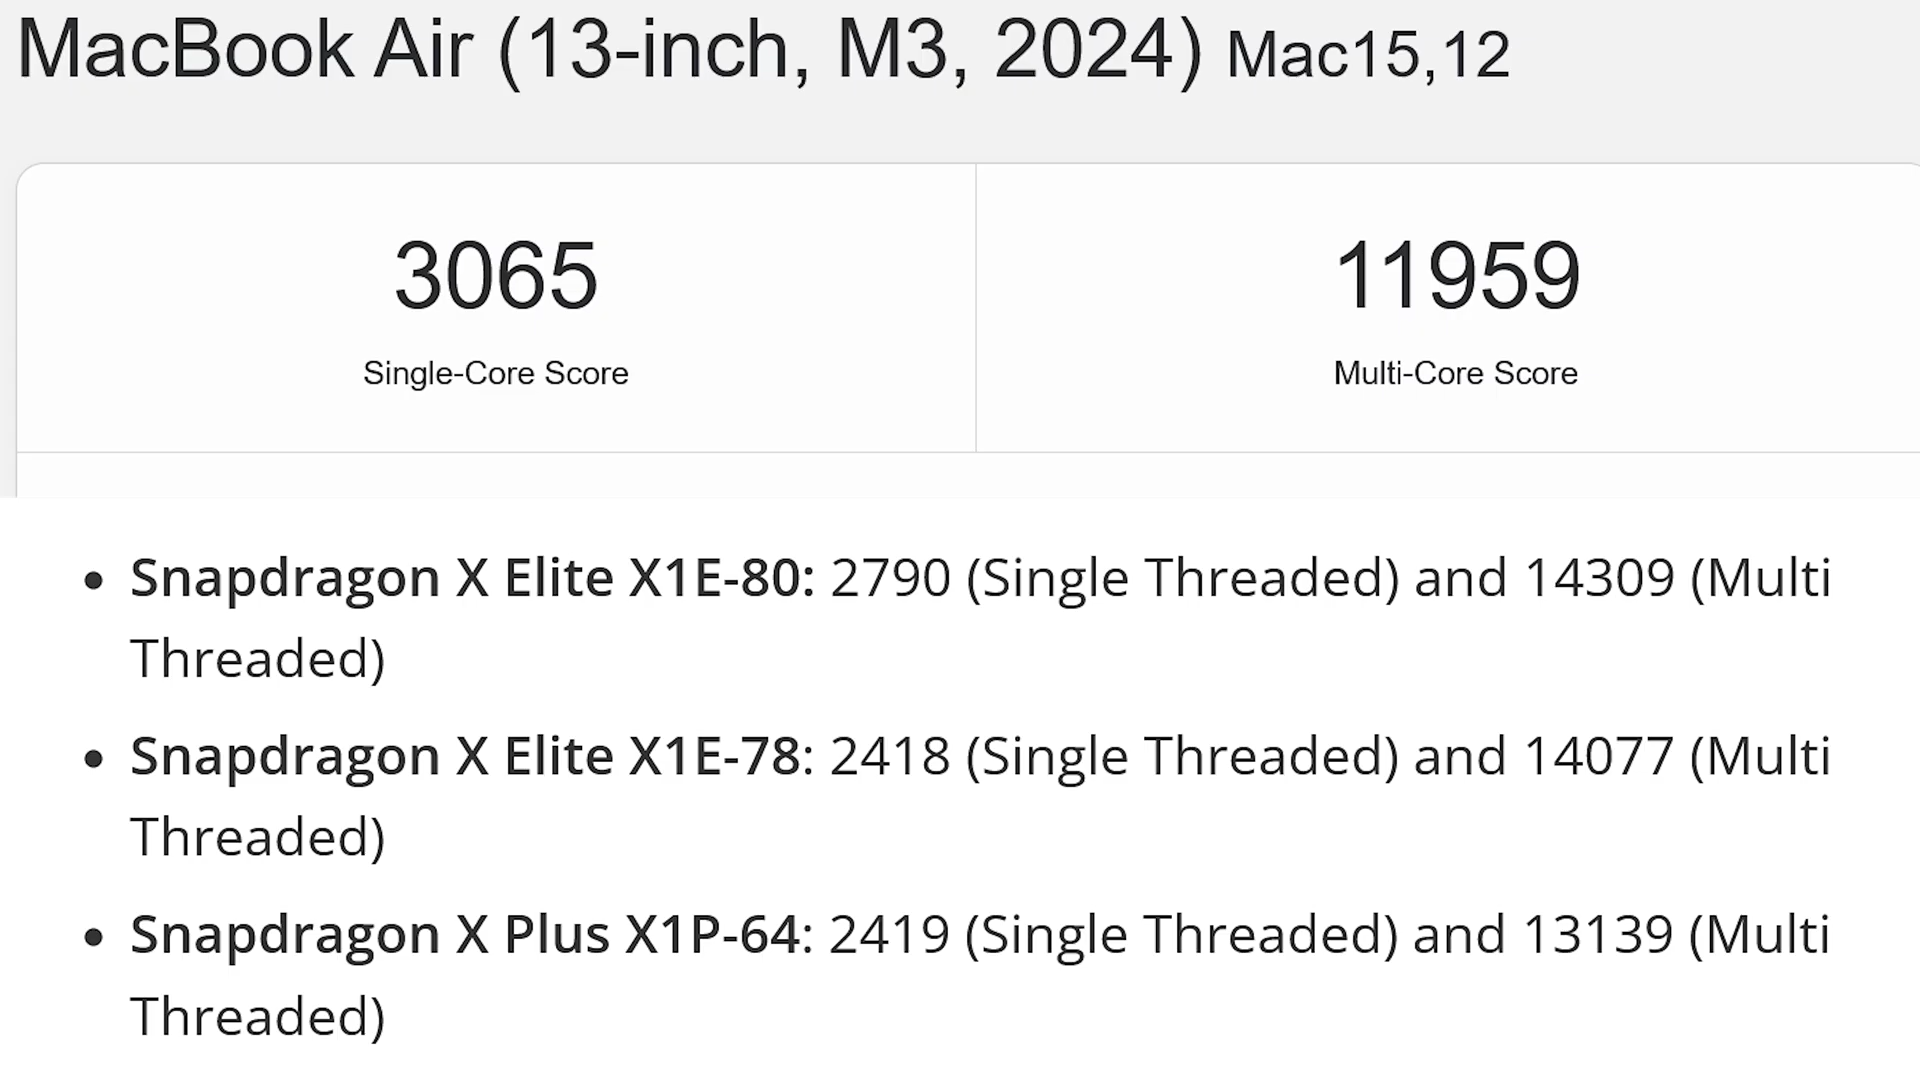 MacBook Air (13-inch, M3, 2024) Mac15,12
3065
Single-Core Score
11959
Multi-Core Score
• Snapdragon X Elite X1E-80: 2790 (Single Threaded) and 14309 (Multi
Threaded)
• Snapdragon X Elite X1E-78: 2418 (Single Threaded) and 14077 (Multi
Threaded)
• Snapdragon X Plus X1P-64: 2419 (Single Threaded) and 13139 (Multi
Threaded)